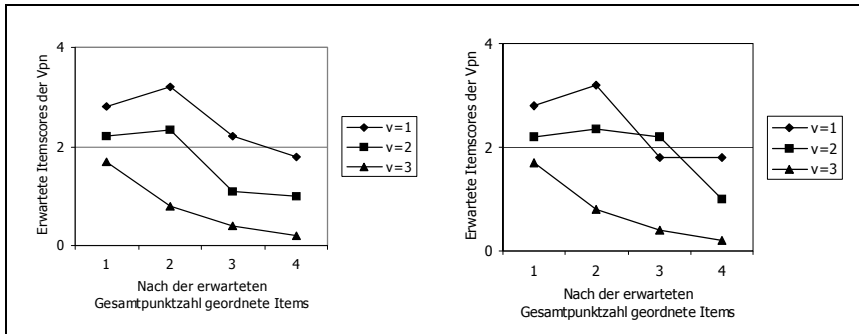 Erwartete Itemscores der Vpn
4
2
0
1 2 3 4
Nach der erwarteten
Gesamtpunktzahl geordnete Items
v=1
v=2
v=3
Erwartete Itemscores der Vpn
4
2
0
1 2 3 4
Nach der erwarteten
Gesamtpunktzahl geordnete Items
v=1
v=2
v=3